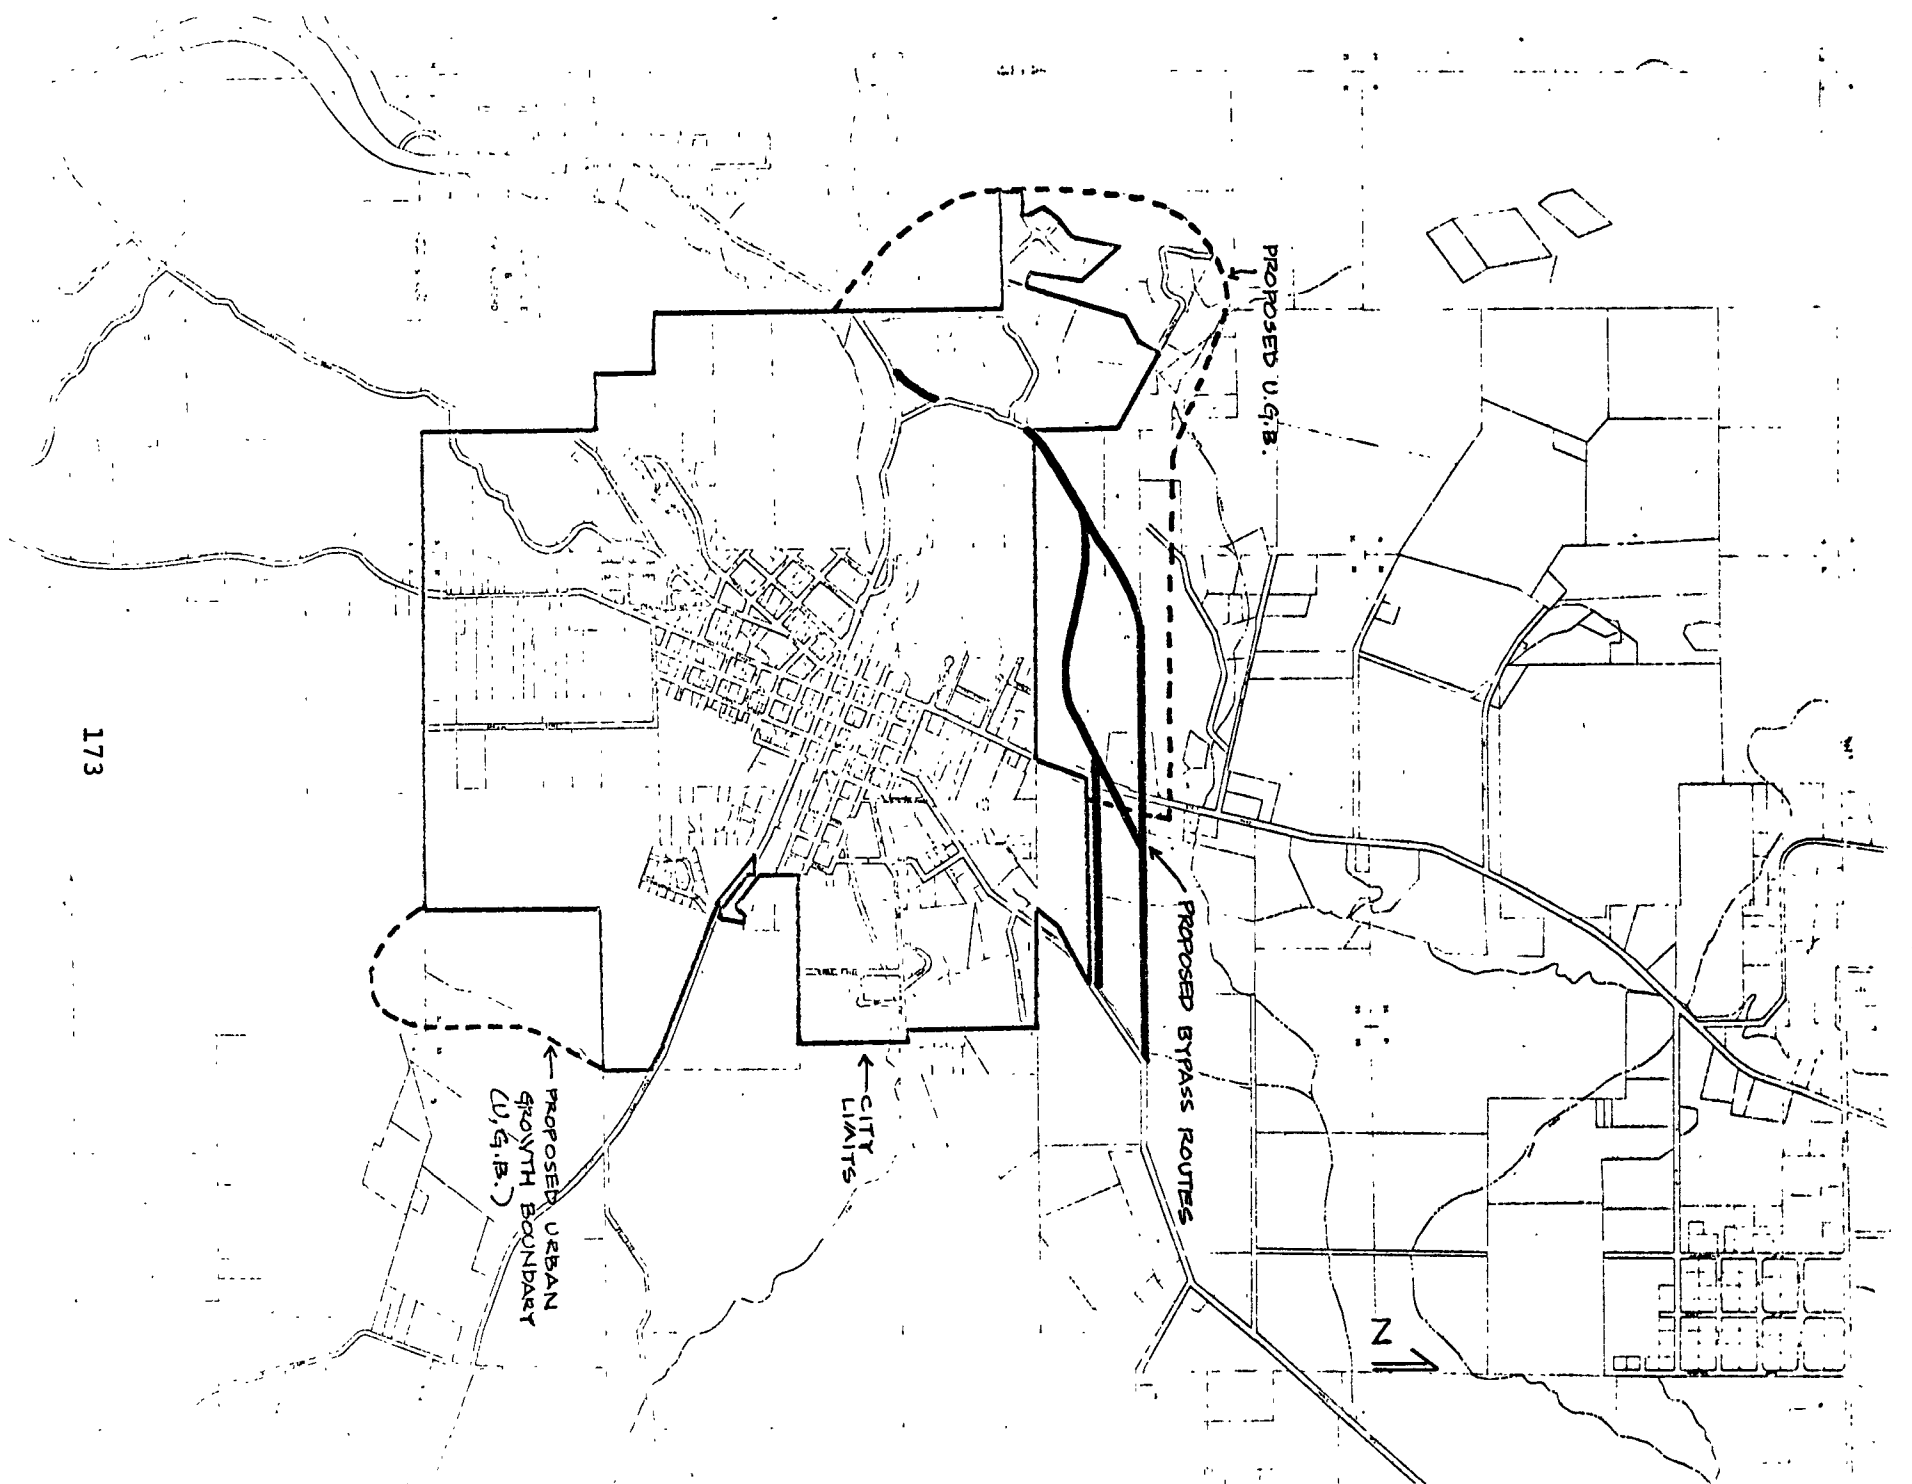 PROPOSED U.G.B.
PROPOSED BYPASS ROUTES
CITY
LIMITS
PROPOSED URBAN
GROWTH BOUNDARY
(U.G.B.)
N
173